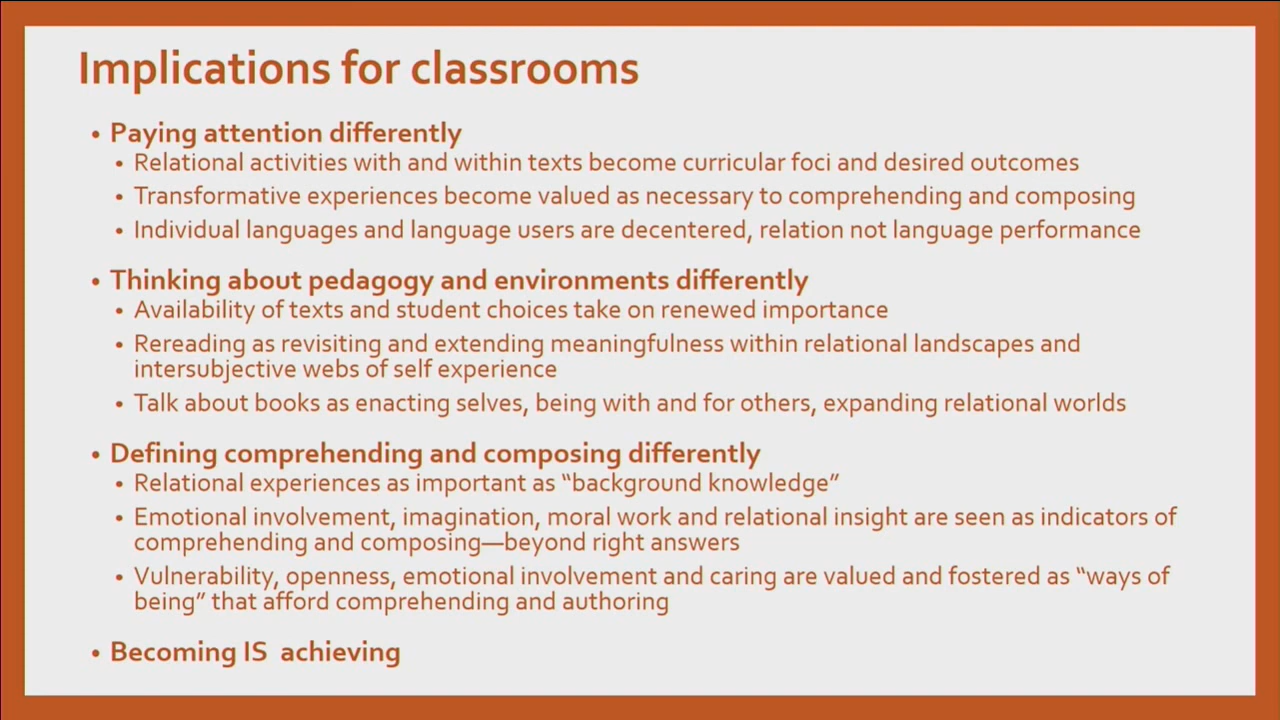 Implications for classrooms
• Paying attention differently
• Relational activities with and within texts become curricular foci and desired outcomes
• Transformative experiences become valued as necessary to comprehending and composing
• Individual languages and language users are decentered, relation not language performance
• Thinking about pedagogy and environments differently
• Availability of texts and student choices take on renewed importance
• Rereading as revisiting and extending meaningfulness within relational landscapes and
intersubjective webs of self experience
• Talk about books as enacting selves, being with and for others, expanding relational worlds
• Defining comprehending and composing differently
• Relational experiences as important as “background knowledge”
• Emotional involvement, imagination, moral work and relational insight are seen as indicators of
comprehending and composing—beyond right answers
• Vulnerability, openness, emotional involvement and caring are valued and fostered as “ways of
being” that afford comprehending and authoring
• Becoming IS  achieving